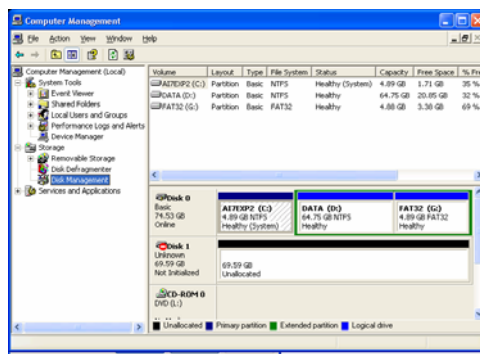 Computer Management
File Action View Window Help
Computer Management (Local)
System Tools
Event Viewer
Shared Folders
Local Users and Groups
Performance Logs and Alerts
Device Manager
Storage
Removable Storage
Disk Defragmenter
Disk Management
Services and Applications
Volume Layout Type File System Status Capacity Free Space % Fre
AI7EXP2 (C:) Partition Basic NTFS Healthy (System) 4.89 GB 1.71 GB 35 %
DATA (D:) Partition Basic NTFS Healthy 64.75 GB 20.85 GB 32 %
FAT32 (G:) Partition Basic FAT32 Healthy 4.88 GB 3.38 GB 69 %
Disk 0
Basic
74.53 GB
Online
AI7EXP2 (C:)
4.89 GB NTFS
Healthy (System)
DATA (D:)
64.75 GB NTFS
Healthy
FAT32 (G:)
4.89 GB FAT32
Healthy
Disk 1
Unknown
69.59 GB
Not Initialized
69.59 GB
Unallocated
CD-ROM 0
DVD (L:)
Unallocated Primary partition Extended partition Logical drive